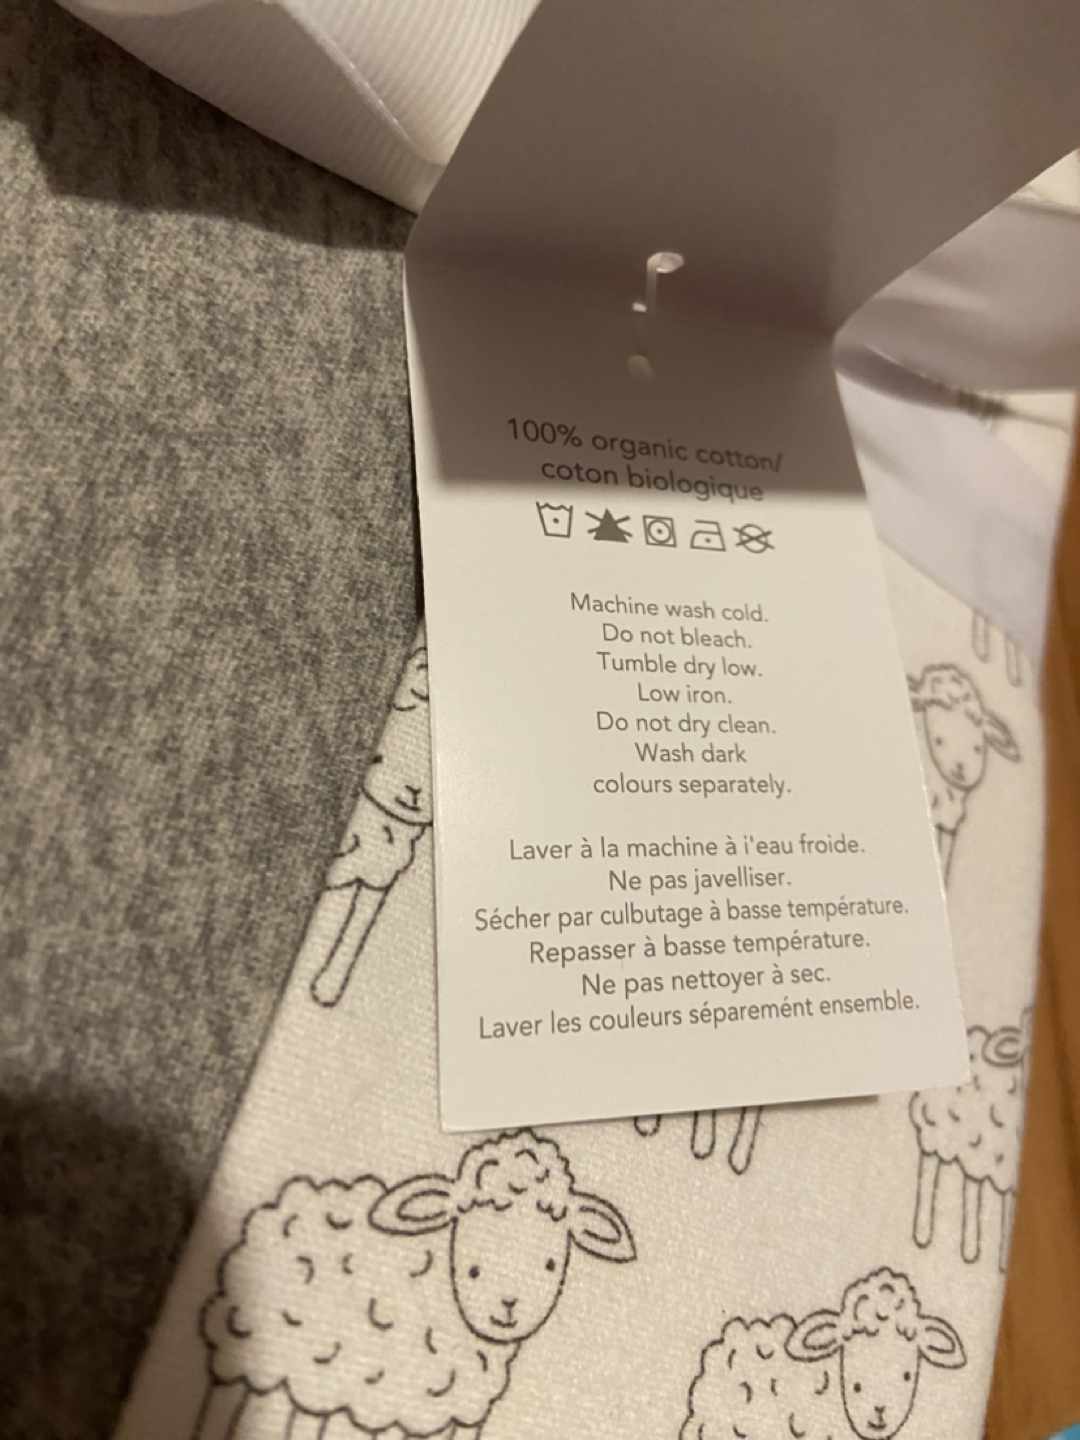 100% organic cotton/
coton biologique
Machine wash cold.
Do not bleach.
Tumble dry low.
Low iron.
Do not dry clean.
Wash dark
colours separately.
Laver à la machine à i'eau froide.
Ne pas javelliser.
Sécher par culbutage à basse température.
Repasser à basse température.
Ne pas nettoyer à sec.
Laver les couleurs séparemént ensemble.